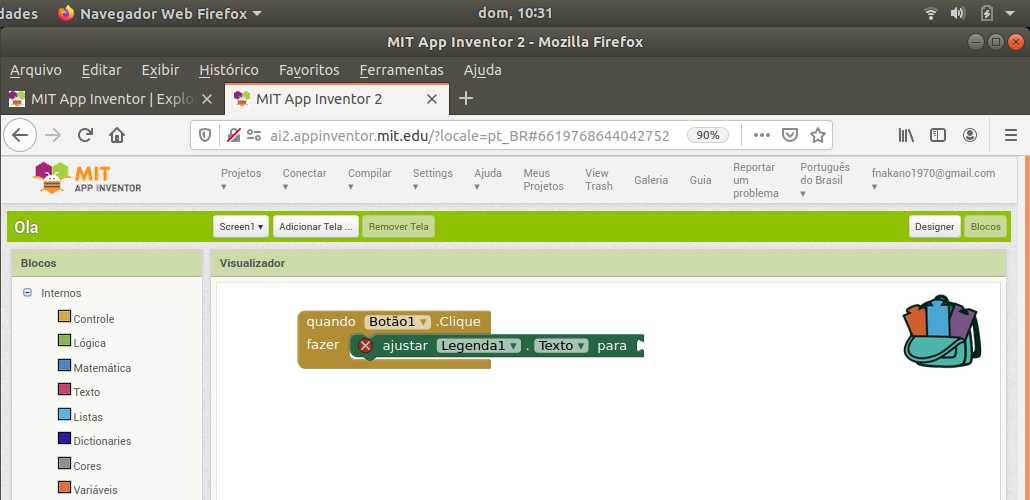 dades Navegador Web Firefox dom, 10:31
MIT App Inventor 2 - Mozilla Firefox
Arquivo Editar Exibir Histórico Favoritos Ferramentas Ajuda
MIT App Inventor | Explo MIT App Inventor 2
ai2.appinventor.mit.edu/?locale=pt_BR#6619768644042752 90%
MIT
APP INVENTOR
Projetos
Conectar
Compilar
Settings
Ajuda
Meus
Projetos
View
Trash
Galeria
Guia
Reportar
um
problema
Português
do Brasil
fnakano1970@gmail.com
Ola Screen1 Adicionar Tela ... Remover Tela Designer Blocos
Blocos Visualizador
Internos
Controle
Lógica
Matemática
Texto
Listas
Dictionaries
Cores
Variáveis
quando Botão1 .Clique
fazer ajustar Legenda1 . Texto para